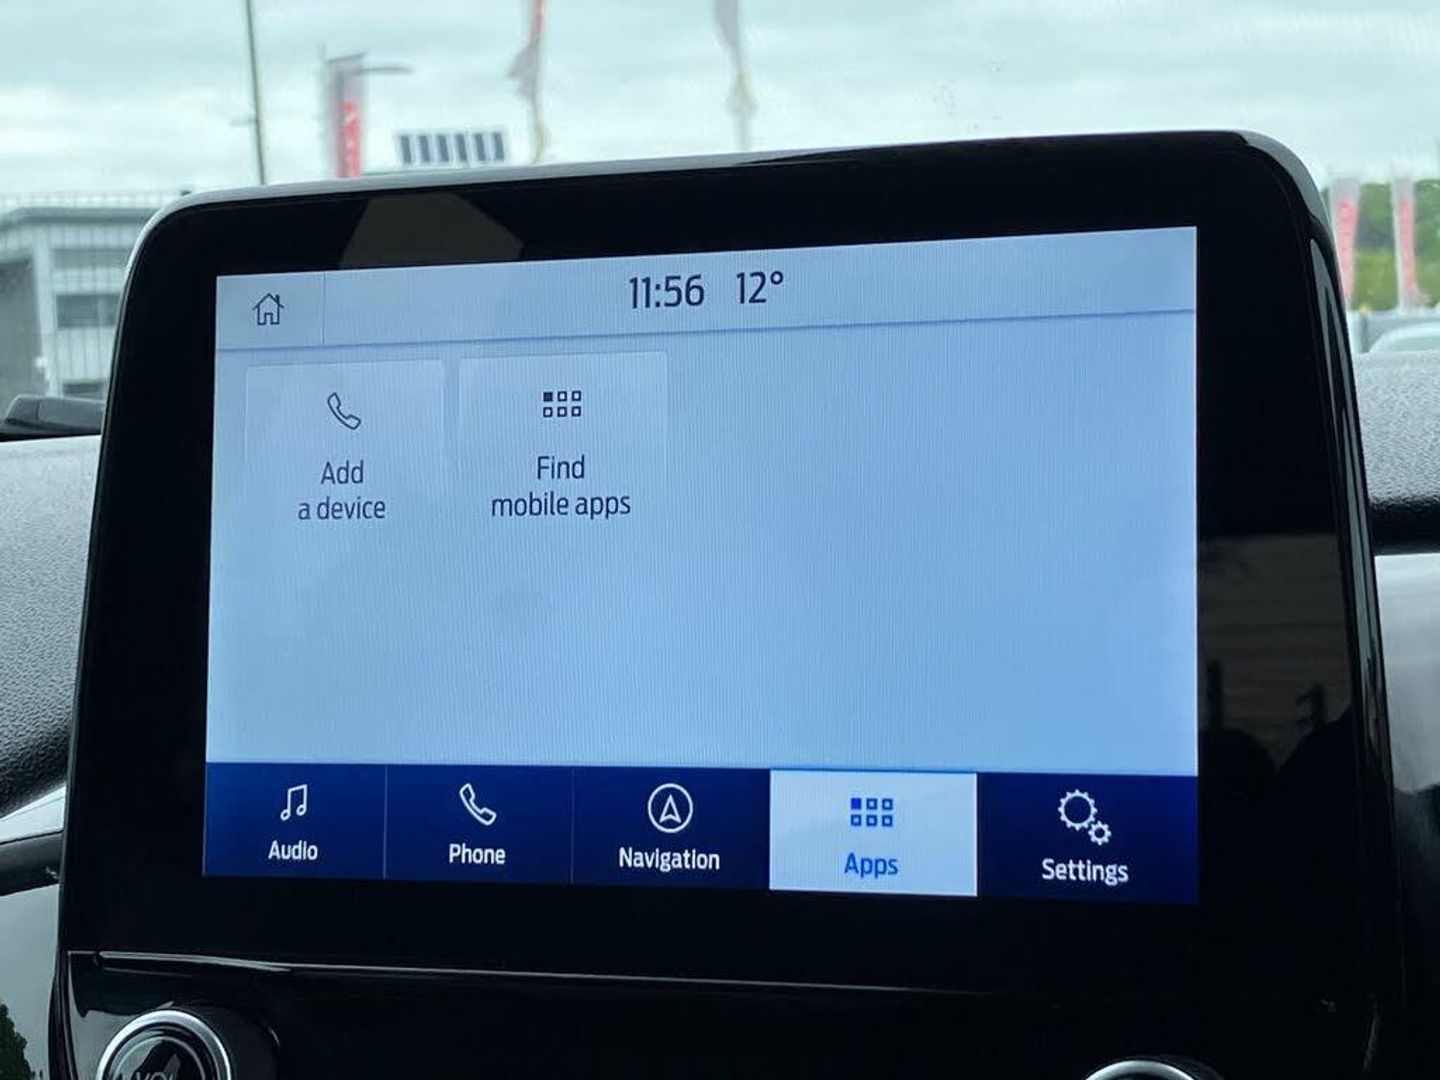 11:56 12°
Add
a device
Find
mobile apps
Audio
Phone
Navigation
Apps
Settings